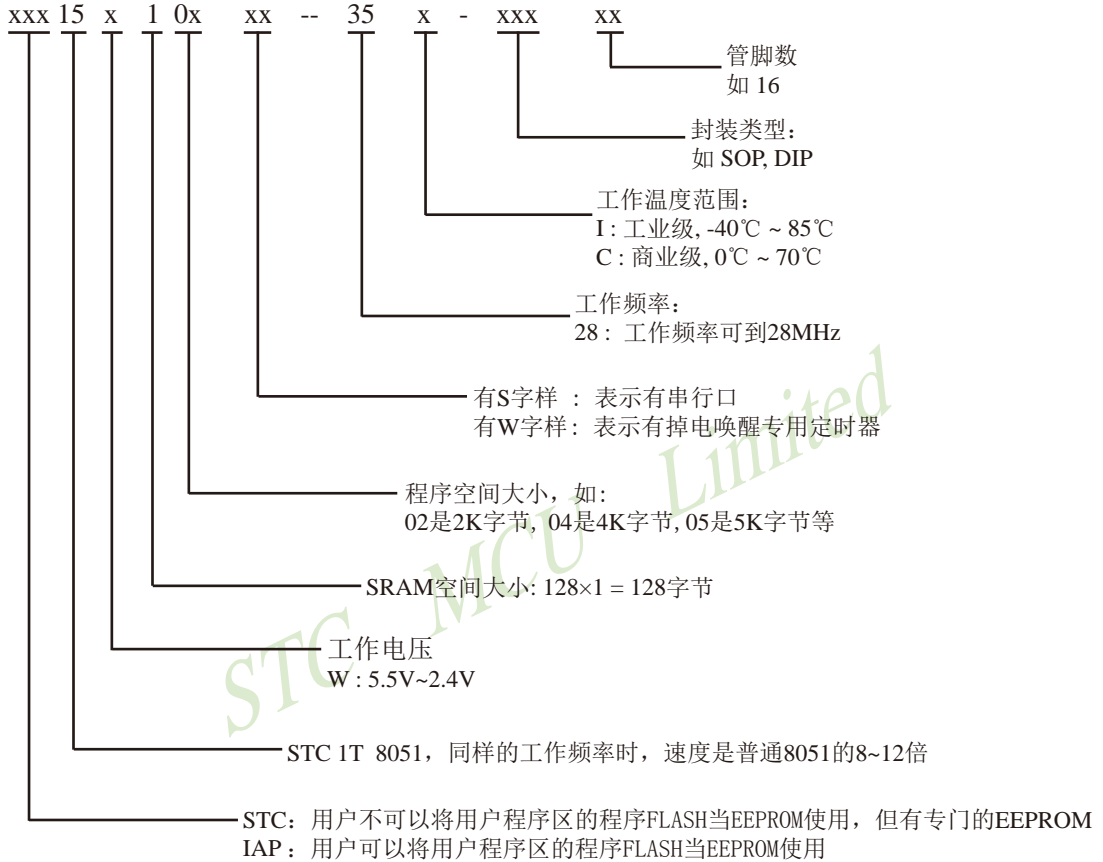 xxx 15 x 1 0x xx -- 35 x - xxx xx
管脚数
如 16
封装类型:
如 SOP, DIP
工作温度范围:
I : 工业级, -40℃ ~ 85℃
C : 商业级, 0℃ ~ 70℃
工作频率:
28 : 工作频率可到28MHz
有S字样 : 表示有串行口
有W字样 : 表示有掉电唤醒专用定时器
程序空间大小，如:
02是2K字节, 04是4K字节, 05是5K字节等
SRAM空间大小: 128×1 = 128字节
工作电压
W : 5.5V~2.4V
STC 1T 8051，同样的工作频率时，速度是普通8051的8~12倍
STC: 用户不可以将用户程序区的程序FLASH当EEPROM使用，但有专门的EEPROM
IAP : 用户可以将用户程序区的程序FLASH当EEPROM使用
STC MCU Limited